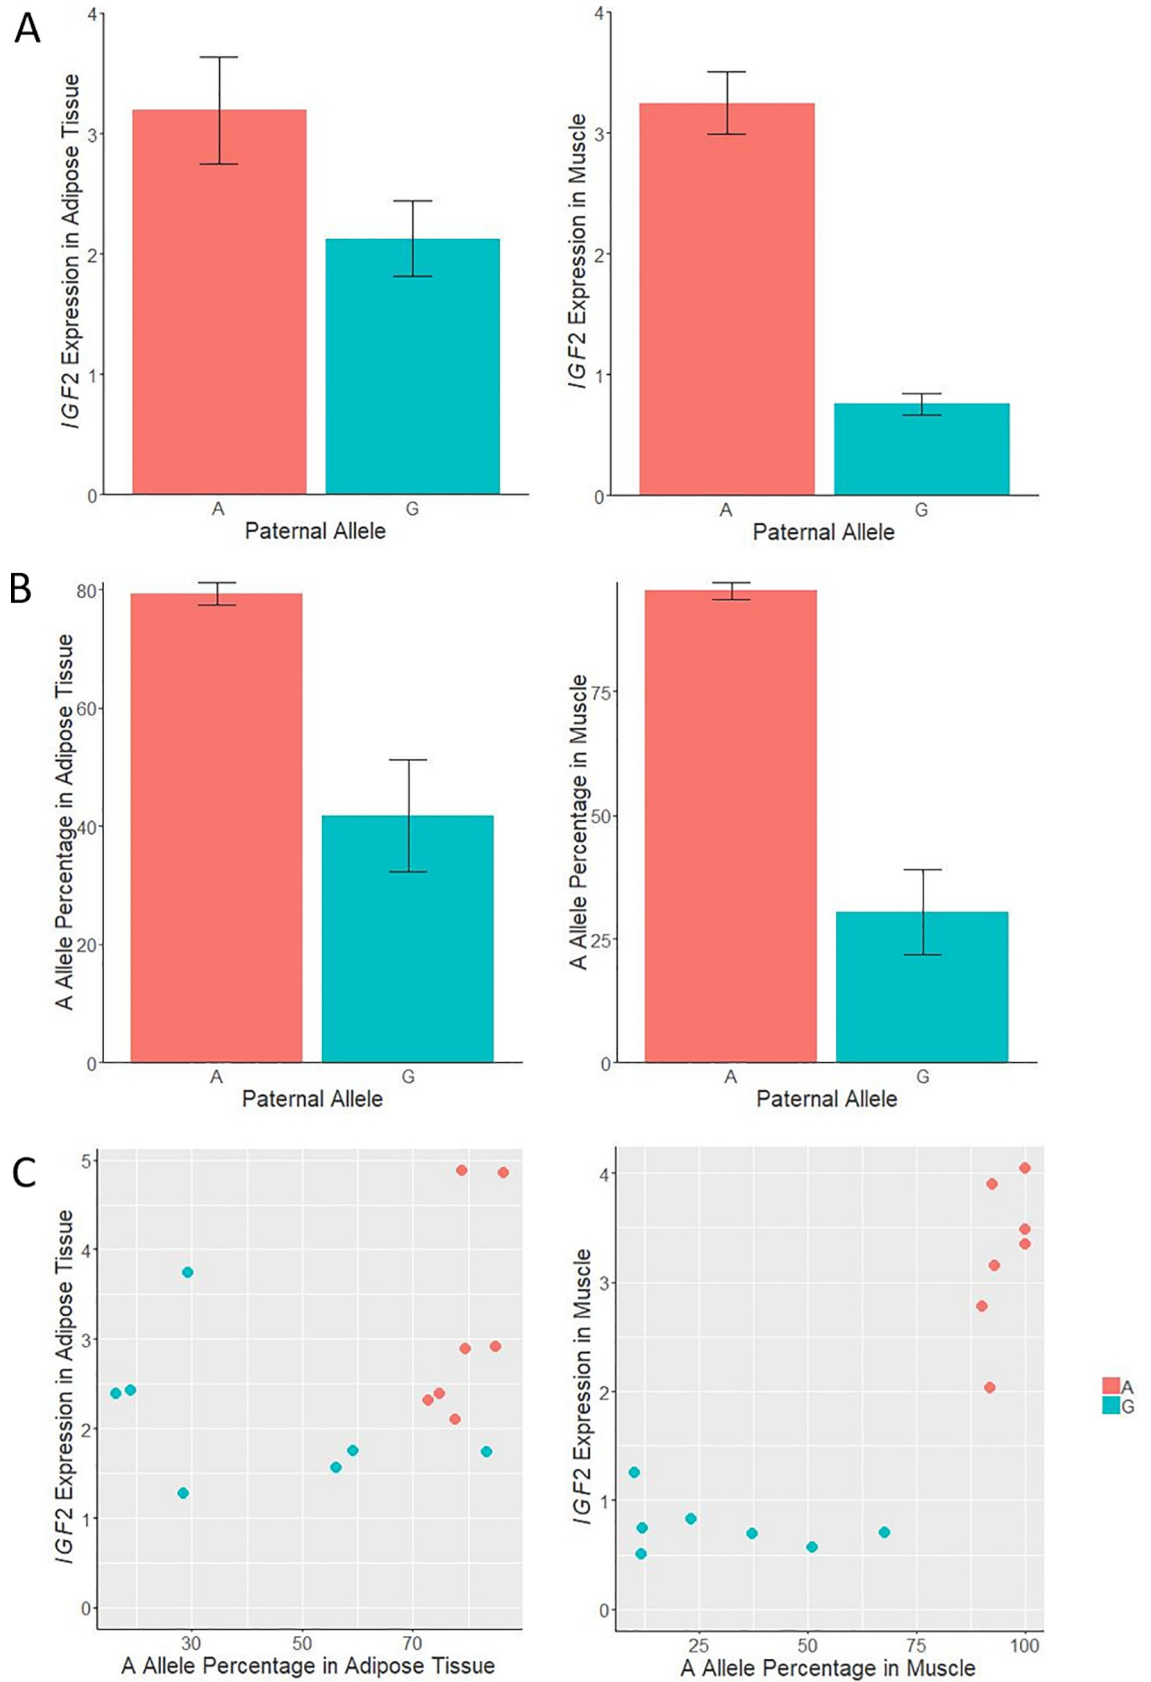 A
IGF2 Expression in Adipose Tissue
4
3
2
1
0
A
G
Paternal Allele
IGF2 Expression in Muscle
4
3
2
1
0
A
G
Paternal Allele
B
A Allele Percentage in Adipose Tissue
80
60
40
20
0
A
G
Paternal Allele
A Allele Percentage in Muscle
75
50
25
0
A
G
Paternal Allele
C
IGF2 Expression in Adipose Tissue
5
4
3
2
1
0
30
50
70
A Allele Percentage in Adipose Tissue
IGF2 Expression in Muscle
4
3
2
1
0
25
50
75
100
A Allele Percentage in Muscle
A
G